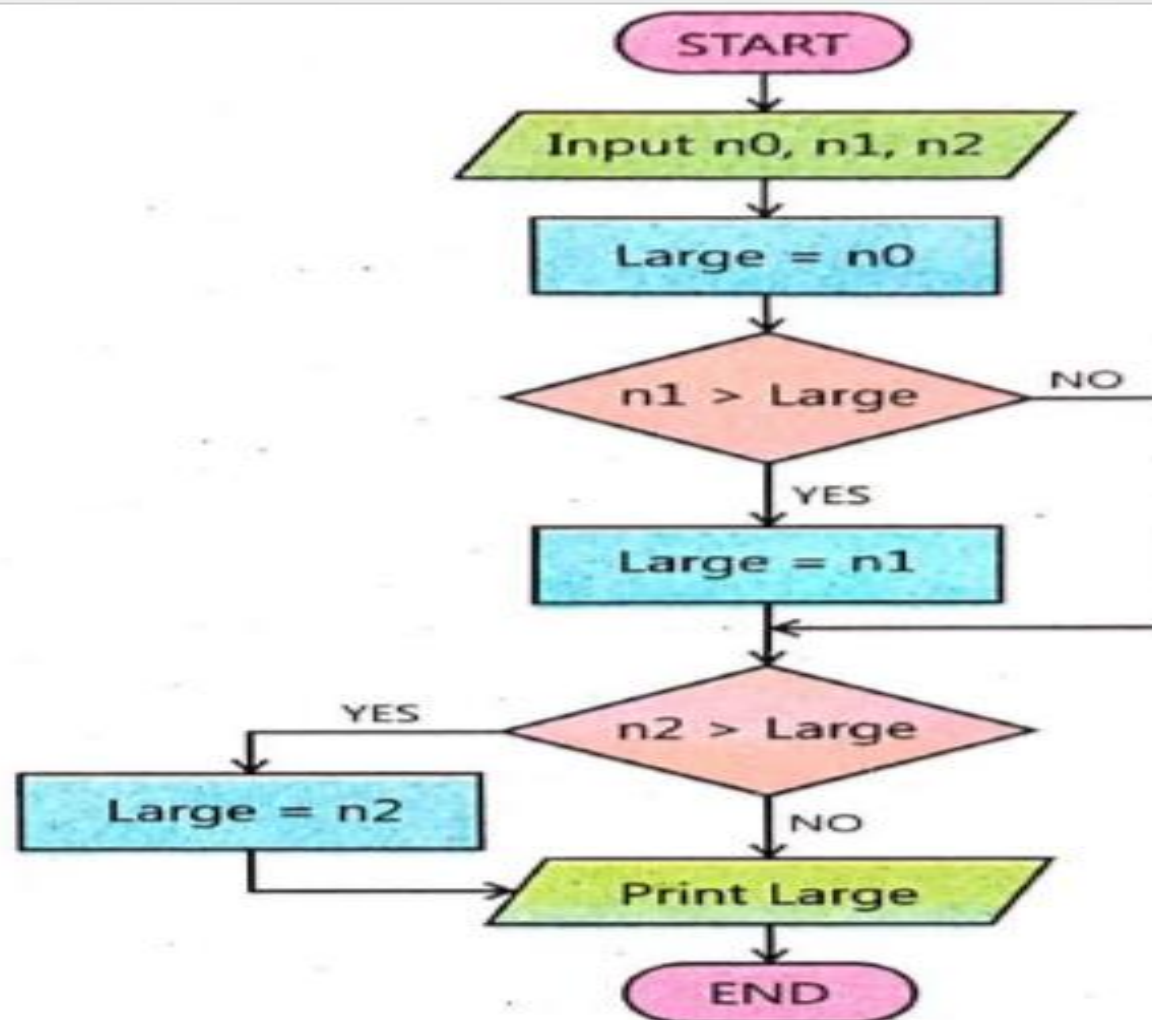 START
Input n0, n1, n2
Large = n0
n1 > Large
NO
YES
Large = n1
n2 > Large
YES
Large = n2
NO
Print Large
END